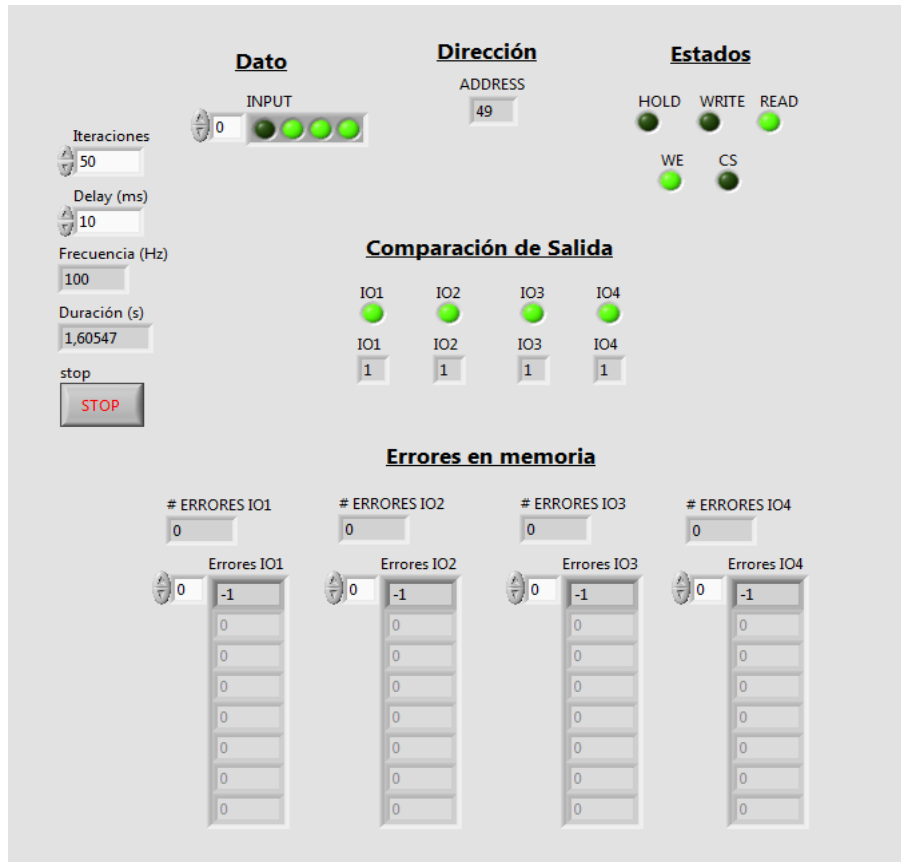 Dato
Dirección
Estados
INPUT
0
ADDRESS
49
HOLD WRITE READ
WE CS
Iteraciones
50
Delay (ms)
10
Frecuencia (Hz)
100
Duración (s)
1,60547
stop
STOP
Comparación de Salida
IO1 IO2 IO3 IO4
IO1 IO2 IO3 IO4
1 1 1 1
Errores en memoria
# ERRORES IO1 # ERRORES IO2 # ERRORES IO3 # ERRORES IO4
0 0 0 0
Errores IO1 Errores IO2 Errores IO3 Errores IO4
0 -1 0 -1 0 -1 0 -1
0 0 0 0
0 0 0 0
0 0 0 0
0 0 0 0
0 0 0 0
0 0 0 0
0 0 0 0